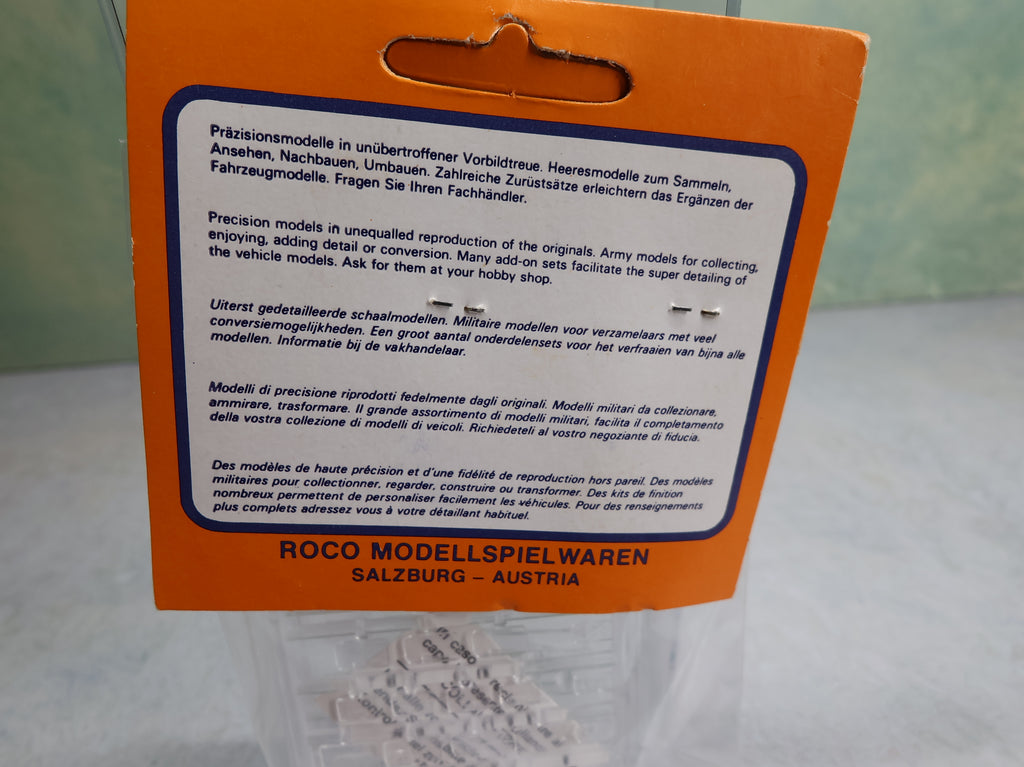 Präzisionsmodelle in unübertroffener Vorbildtreue. Heeresmodelle zum Sammeln,
Ansehen, Nachbauen, Umbauen. Zahlreiche Zurüstsätze erleichtern das Ergänzen der
Fahrzeugmodelle. Fragen Sie Ihren Fachhändler.
Precision models in unequalled reproduction of the originals. Army models for collecting,
enjoying, adding detail or conversion. Many add-on sets facilitate the super detailing of
the vehicle models. Ask for them at your hobby shop.
Uiterst gedetailleerde schaalmodellen. Militaire modellen voor verzamelaars met veel
conversiemogelijkheden. Een groot aantal onderdelensets voor het verfraaien van bijna alle
modellen. Informatie bij de vakhandelaar.
Modelli di precisione riprodotti fedelmente dagli originali. Modelli militari da collezionare,
ammirare, trasformare. Il grande assortimento di modelli militari, facilita il completamento
della vostra collezione di modelli di veicoli. Richiedeteli al vostro negoziante di fiducia.
Des modèles de haute précision et d'une fidélité de reproduction hors pareil. Des modèles
militaires pour collectionner, regarder, construire ou transformer. Des kits de finition
nombreux permettent de personaliser facilement les véhicules. Pour des renseignements
plus complets adressez vous à votre détaillant habituel.
ROCO MODELLSPIELWAREN
SALZBURG – AUSTRIA
caso